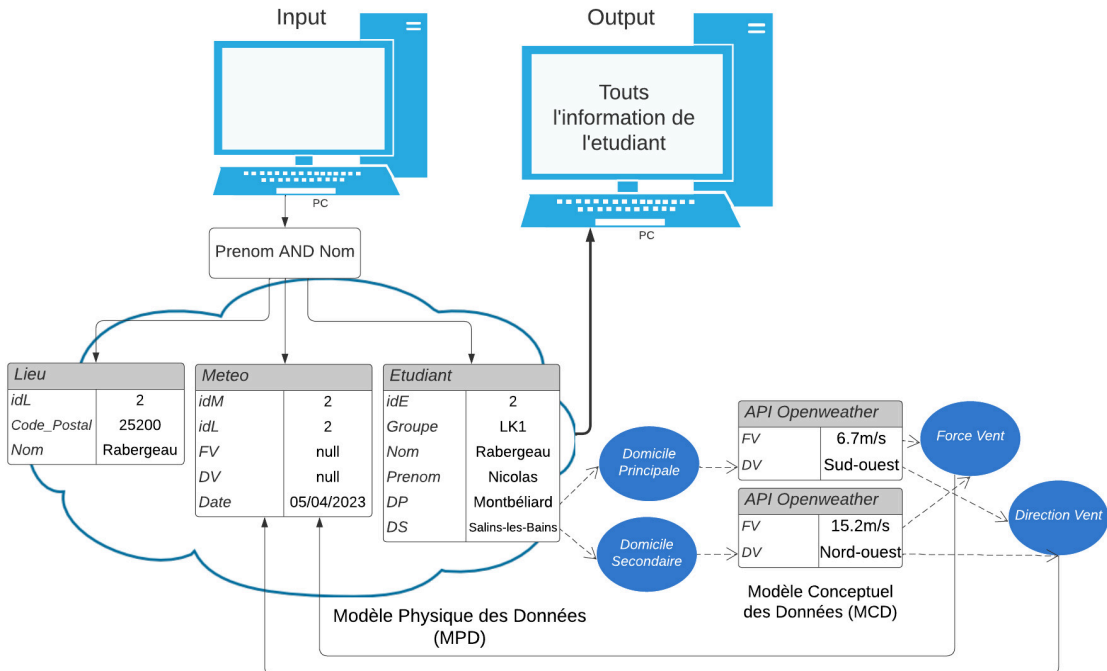 Input
Output
Touts
l'information de
l'etudiant
PC
PC
Prenom AND Nom
Lieu
idL 2
Code_Postal 25200
Nom Rabergeau
Meteo
idM 2
idL 2
FV null
DV null
Date 05/04/2023
Etudiant
idE 2
Groupe LK1
Nom Rabergeau
Prenom Nicolas
DP Montbéliard
DS Salins-les-Bains
Domicile
Principale
Domicile
Secondaire
API Openweather
FV 6.7m/s
DV Sud-ouest
API Openweather
FV 15.2m/s
DV Nord-ouest
Force Vent
Direction Vent
Modèle Conceptuel
des Données (MCD)
Modèle Physique des Données
(MPD)